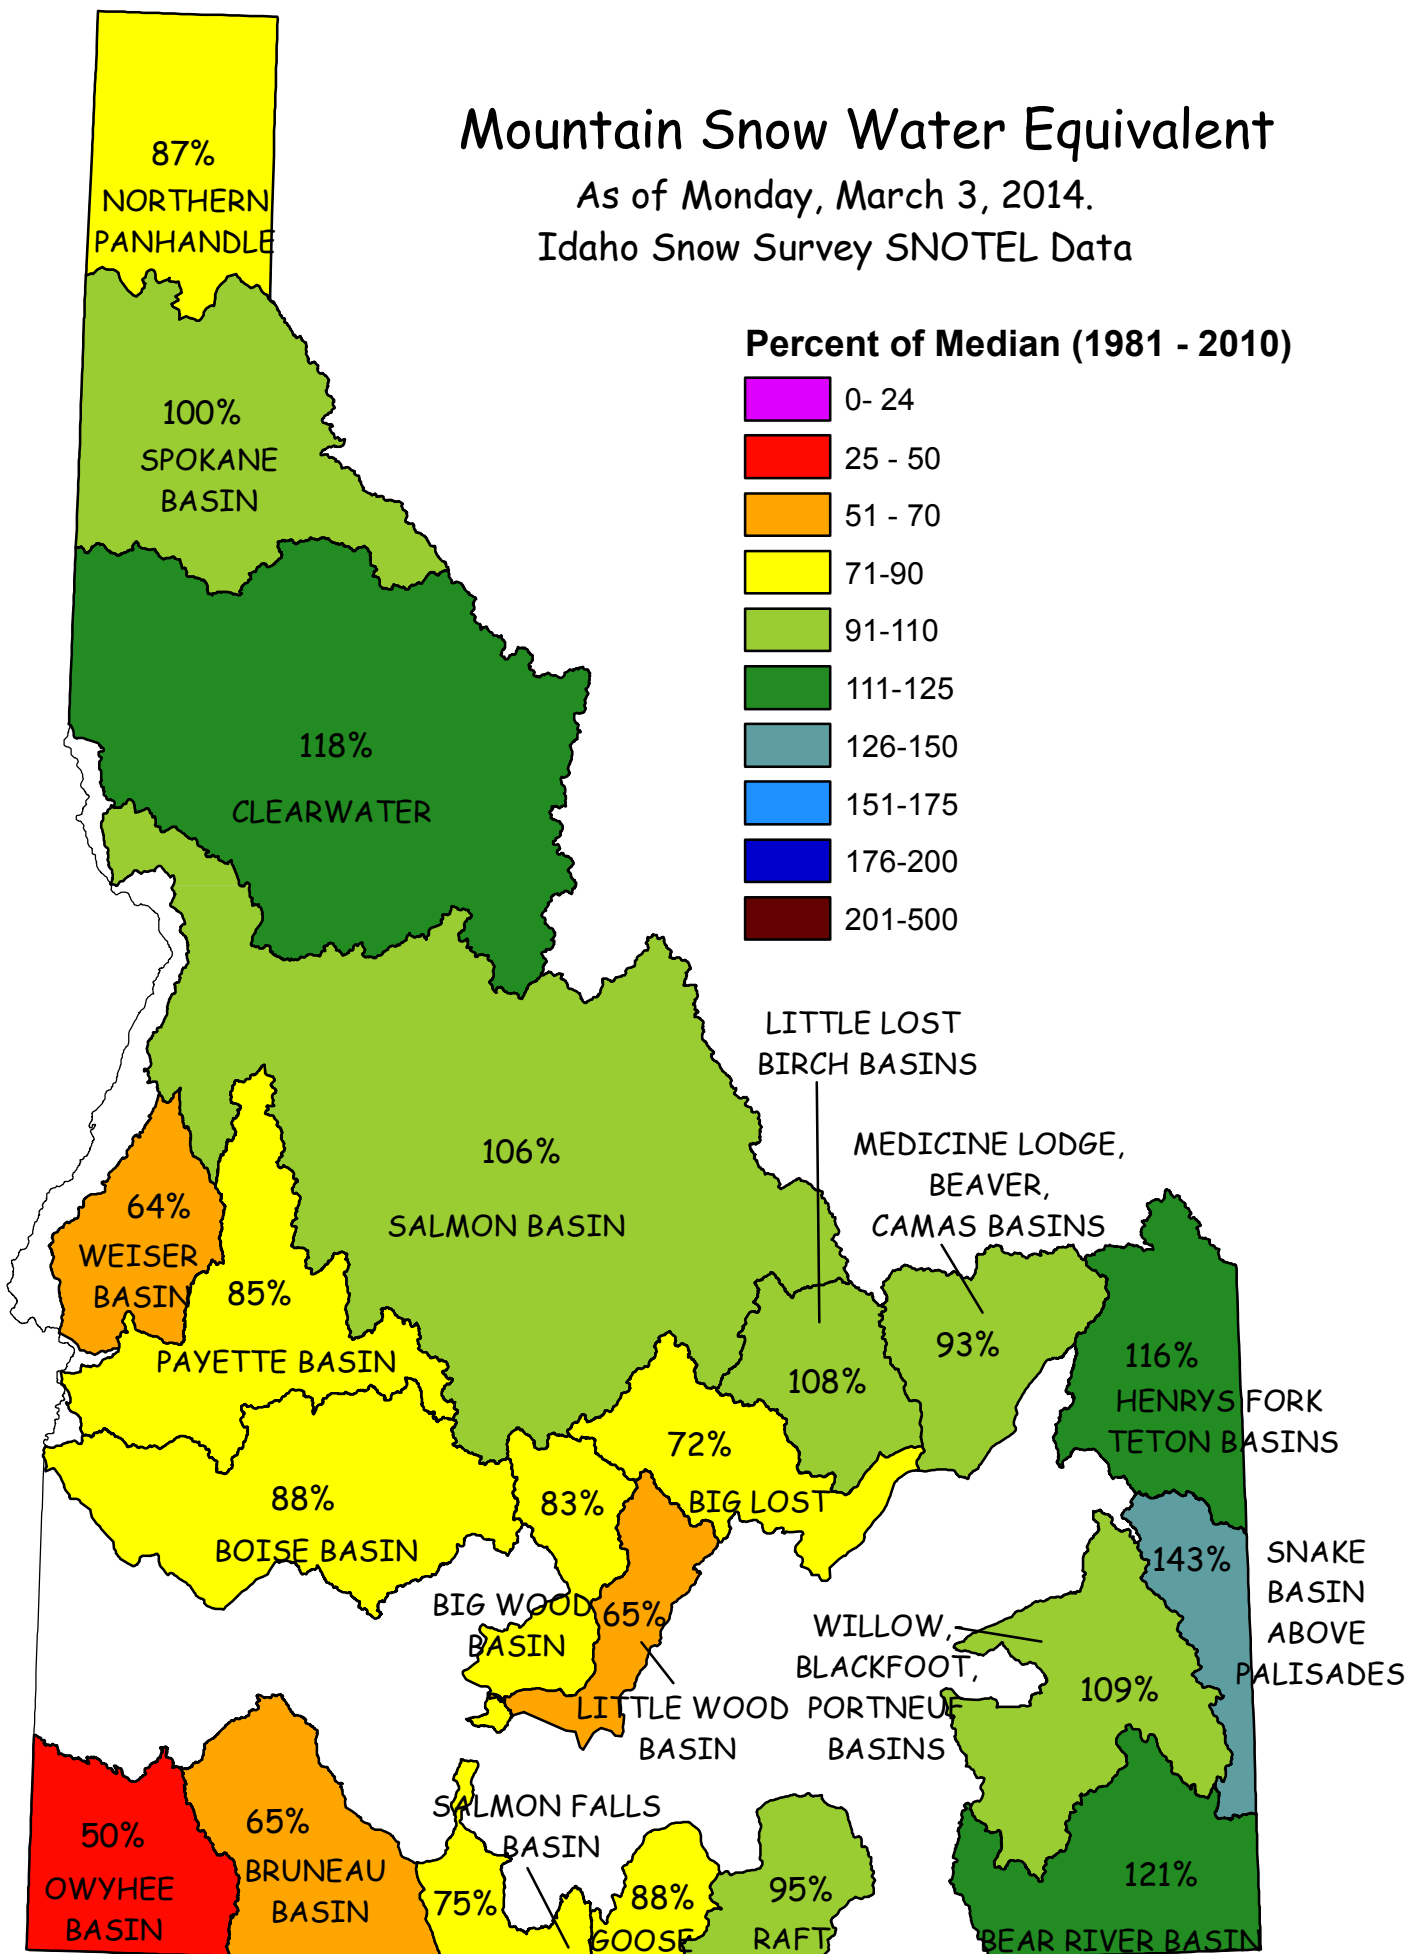 Mountain Snow Water Equivalent
As of Monday, March 3, 2014.
Idaho Snow Survey SNOTEL Data
Percent of Median (1981 - 2010)
0- 24
25 - 50
51 - 70
71-90
91-110
111-125
126-150
151-175
176-200
201-500
87%
NORTHERN
PANHANDLE
100%
SPOKANE
BASIN
118%
CLEARWATER
106%
SALMON BASIN
LITTLE LOST
BIRCH BASINS
108%
MEDICINE LODGE,
BEAVER,
CAMAS BASINS
93%
64%
WEISER
BASIN
85%
PAYETTE BASIN
116%
HENRYS FORK
TETON BASINS
72%
BIG LOST
88%
BOISE BASIN
83%
BIG WOOD
BASIN
65%
LITTLE WOOD
BASIN
143%
SNAKE
BASIN
ABOVE
PALISADES
WILLOW,
BLACKFOOT,
PORTNEUF
BASINS
109%
50%
OWYHEE
BASIN
65%
BRUNEAU
BASIN
SALMON FALLS
BASIN
75%
88%
GOOSE
95%
RAFT
121%
BEAR RIVER BASIN